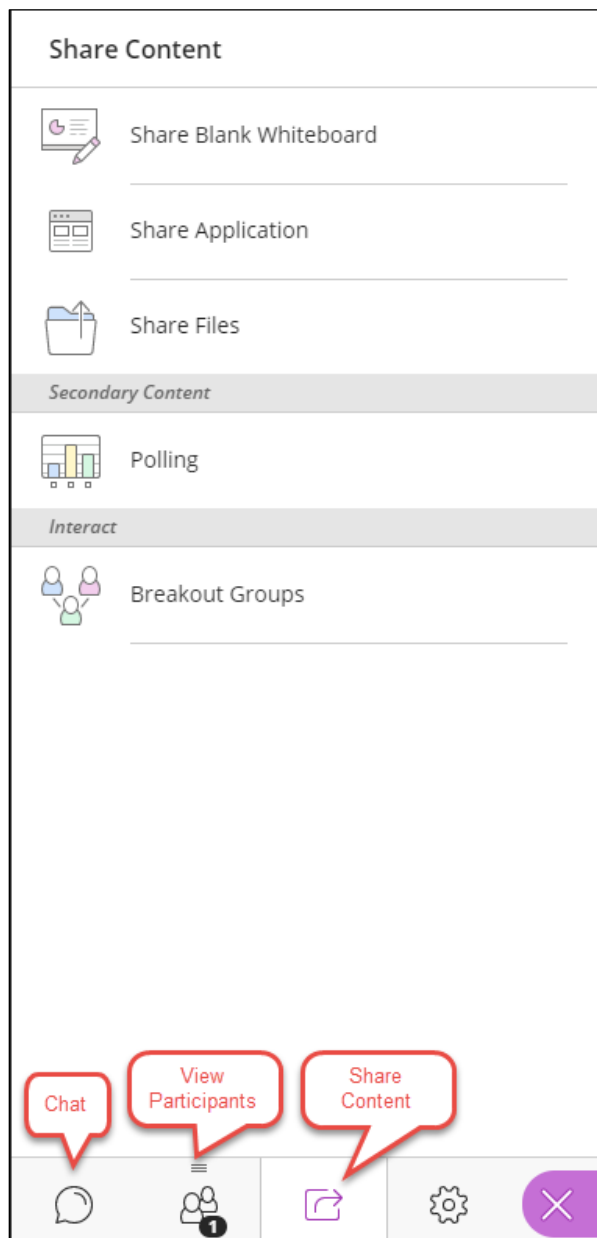 Share Content
Share Blank Whiteboard
Share Application
Share Files
Secondary Content
Polling
Interact
Breakout Groups
Chat
View
Participants
Share
Content
1